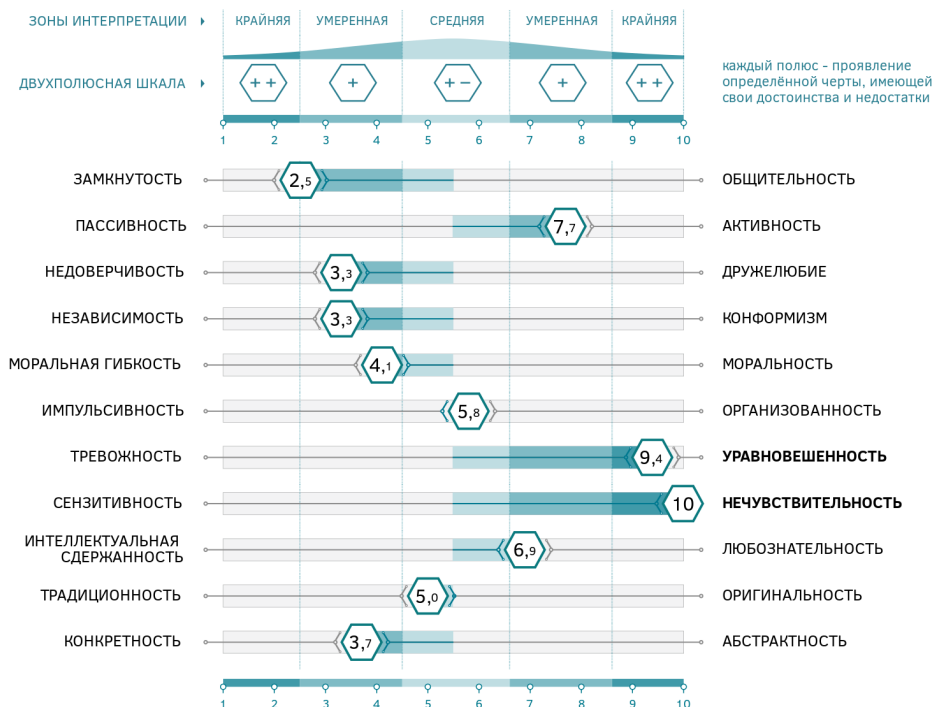 ЗОНЫ ИНТЕРПРЕТАЦИИ КРАЙНЯЯ УМЕРЕННАЯ СРЕДНЯЯ УМЕРЕННАЯ КРАЙНЯЯ
ДВУХПОЛЮСНАЯ ШКАЛА ++ + +- + ++
каждый полюс - проявление
определённой черты, имеющей
свои достоинства и недостатки
1 2 3 4 5 6 7 8 9 10
ЗАМКНУТОСТЬ 2,5 ОБЩИТЕЛЬНОСТЬ
ПАССИВНОСТЬ 7,7 АКТИВНОСТЬ
НЕДОВЕРЧИВОСТЬ 3,3 ДРУЖЕЛЮБИЕ
НЕЗАВИСИМОСТЬ 3,3 КОНФОРМИЗМ
МОРАЛЬНАЯ ГИБКОСТЬ 4,1 МОРАЛЬНОСТЬ
ИМПУЛЬСИВНОСТЬ 5,8 ОРГАНИЗОВАННОСТЬ
ТРЕВОЖНОСТЬ 9,4 УРАВНОВЕШЕННОСТЬ
СЕНЗИТИВНОСТЬ 10 НЕЧУВСТВИТЕЛЬНОСТЬ
ИНТЕЛЛЕКТУАЛЬНАЯ
СДЕРЖАННОСТЬ 6,9 ЛЮБОЗНАТЕЛЬНОСТЬ
ТРАДИЦИОННОСТЬ 5,0 ОРИГИНАЛЬНОСТЬ
КОНКРЕТНОСТЬ 3,7 АБСТРАКТНОСТЬ
1 2 3 4 5 6 7 8 9 10